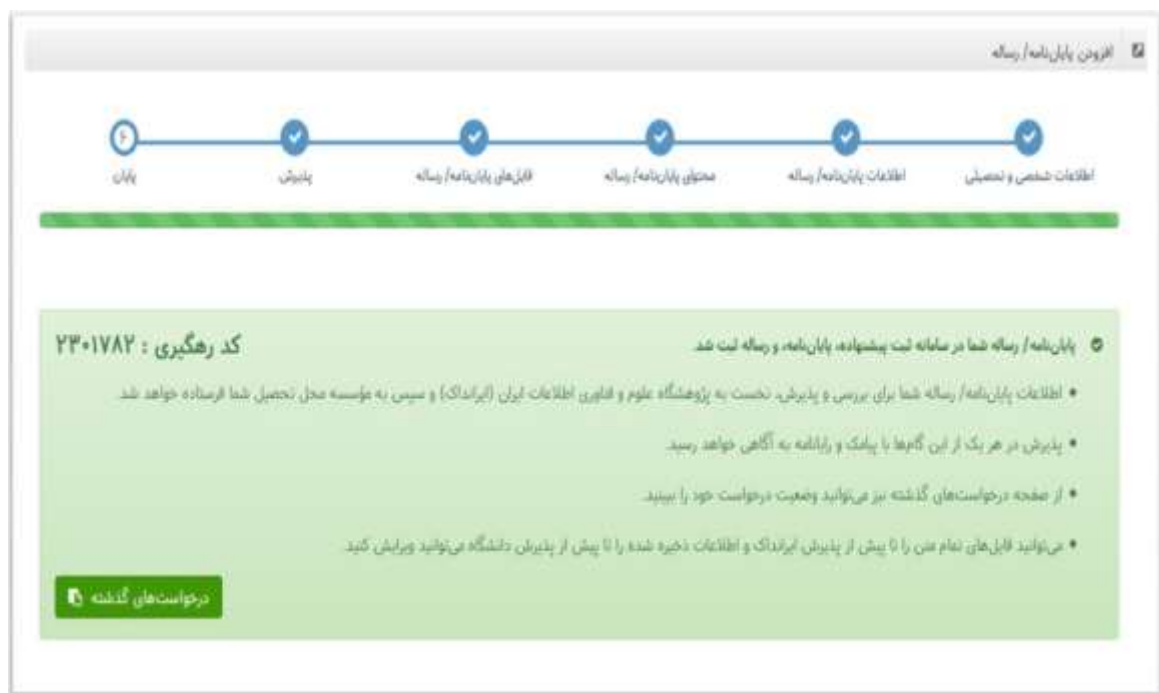 افزودن پایان‌نامه/ رساله
اطلاعات شخصی و تحصیلی
اطلاعات پایان‌نامه/ رساله
محتوای پایان‌نامه/ رساله
فایل‌های پایان‌نامه/ رساله
پذیرش
۶
پایان
پایان‌نامه/ رساله شما در سامانه ثبت پیشنهاده، پایان‌نامه، و رساله ثبت شد.
کد رهگیری : ۲۳۰۱۷۸۲
اطلاعات پایان‌نامه/ رساله شما برای بررسی و پذیرش، نخست به پژوهشگاه علوم و فناوری اطلاعات ایران (ایرانداک) و سپس به مؤسسه محل تحصیل شما فرستاده خواهد شد.
پذیرش در هر یک از این گام‌ها با پیامک و رایانامه به آگاهی خواهد رسید.
از صفحه درخواست‌های گذشته نیز می‌توانید وضعیت درخواست خود را ببینید.
می‌توانید فایل‌های تمام متن را تا پیش از پذیرش ایرانداک و اطلاعات ذخیره شده را تا پیش از پذیرش دانشگاه می‌توانید ویرایش کنید.
درخواست‌های گذشته